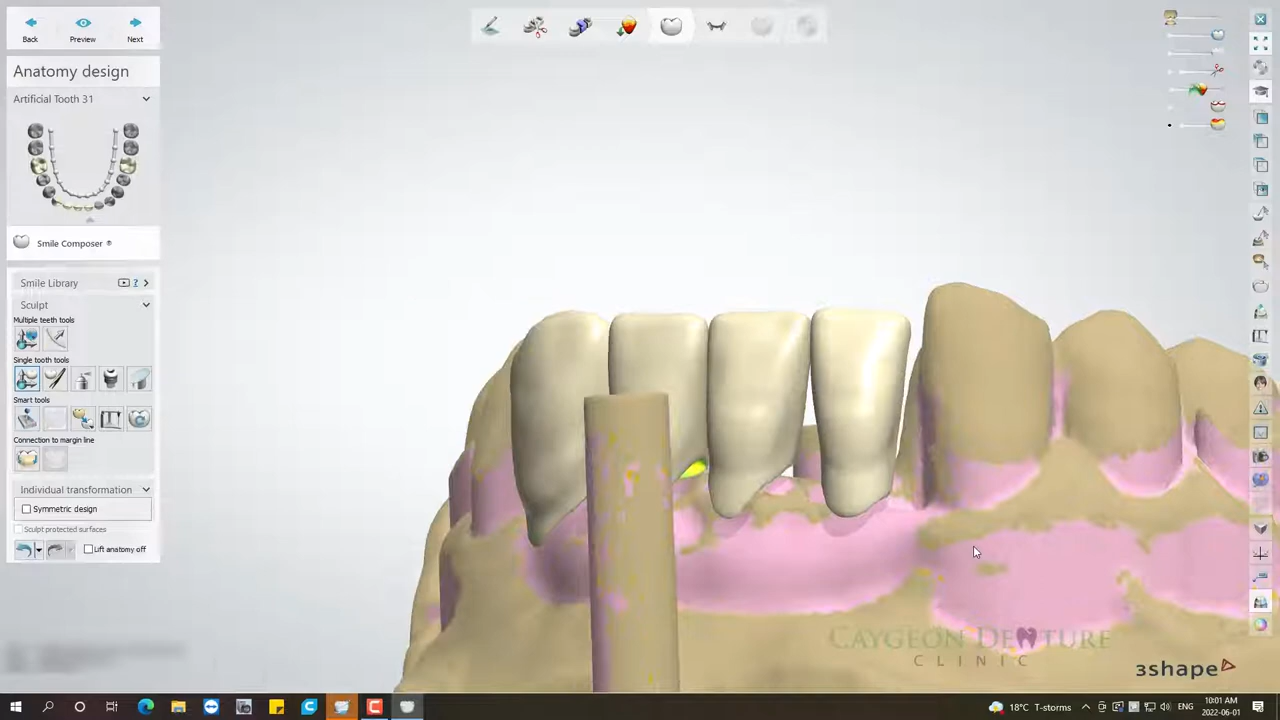 Back
Preview
Next
Anatomy design
Artificial Tooth 31
Smile Composer ®
Smile Library
?
Sculpt
Multiple teeth tools
Single tooth tools
Smart tools
Connection to margin line
Individual transformation
Symmetric design
Sculpt protected surfaces
Lift anatomy off
CAYGEON DENTURE
CLINIC
3shape
18°C T-storms
ENG
10:01 AM
2022-06-01